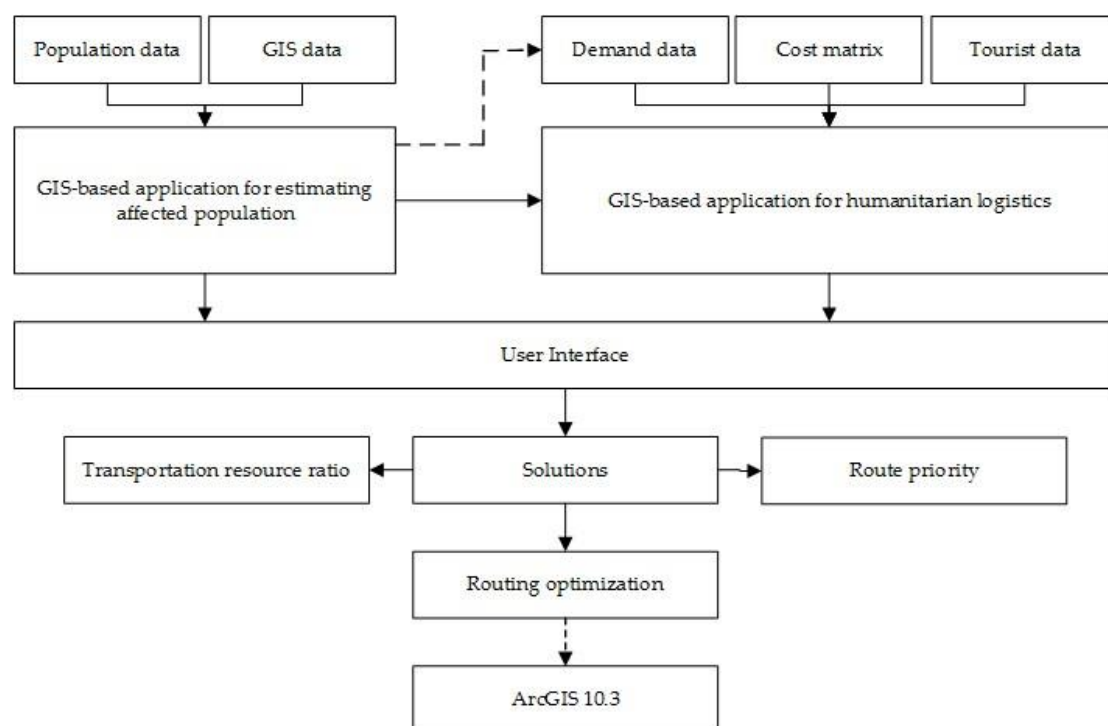 Population data
GIS data
Demand data
Cost matrix
Tourist data
GIS-based application for estimating
affected population
GIS-based application for humanitarian logistics
User Interface
Transportation resource ratio
Solutions
Route priority
Routing optimization
ArcGIS 10.3